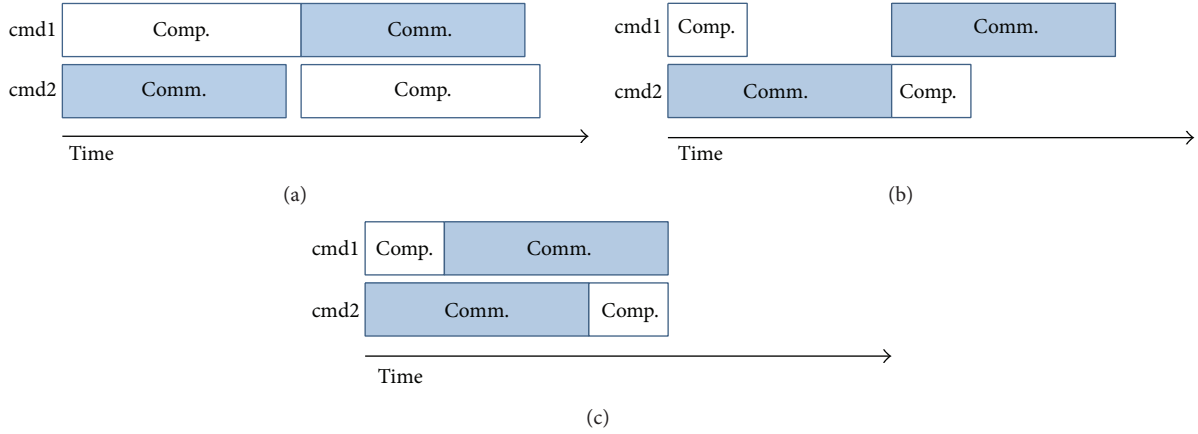 cmd1 Comp. Comm.
cmd2 Comm. Comp.
Time
(a)
cmd1 Comp. Comm.
cmd2 Comm. Comp.
Time
(b)
cmd1 Comp. Comm.
cmd2 Comm. Comp.
Time
(c)